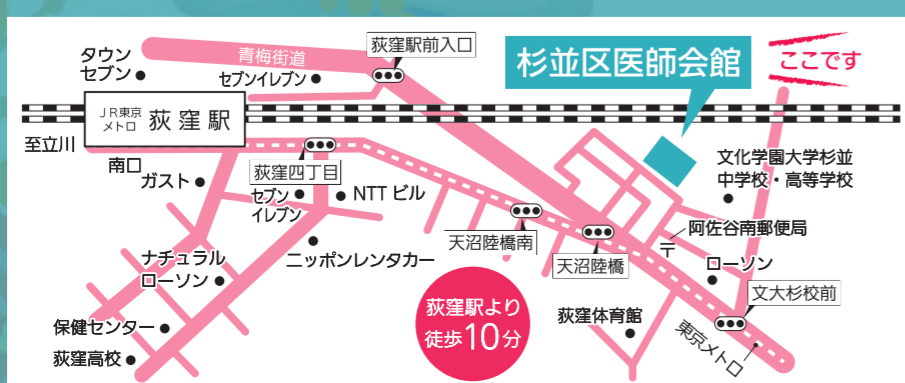 タウン
セブン
青梅街道
荻窪駅前入口
セブンイレブン
杉並区医師会館
ここです
JR東京
メトロ
荻窪駅
至立川
南口
ガスト
荻窪四丁目
セブン
イレブン
NTTビル
ニッポンレンタカー
天沼陸橋南
天沼陸橋
文化学園大学杉並
中学校・高等学校
阿佐谷南郵便局
〒
ローソン
文大杉校前
ナチュラル
ローソン
保健センター
荻窪高校
荻窪駅より
徒歩10分
荻窪体育館
東京メトロ